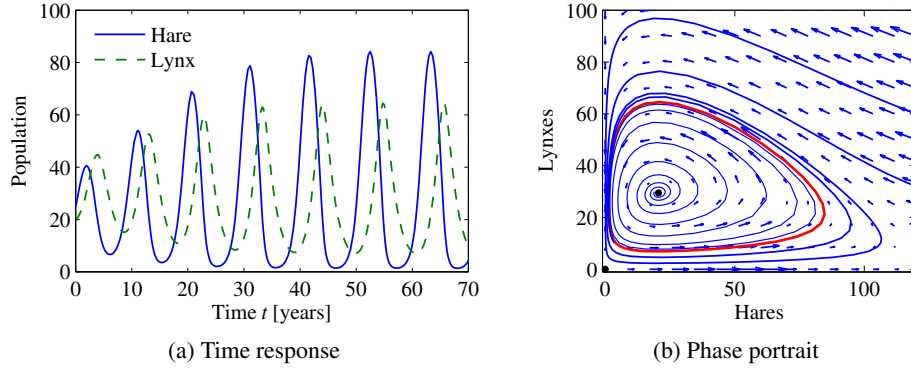 100
80
60
40
20
0
Population
Hare
Lynx
0 10 20 30 40 50 60 70
Time t [years]
(a) Time response
100
80
60
40
20
0
Lynxes
0 50 100
Hares
(b) Phase portrait